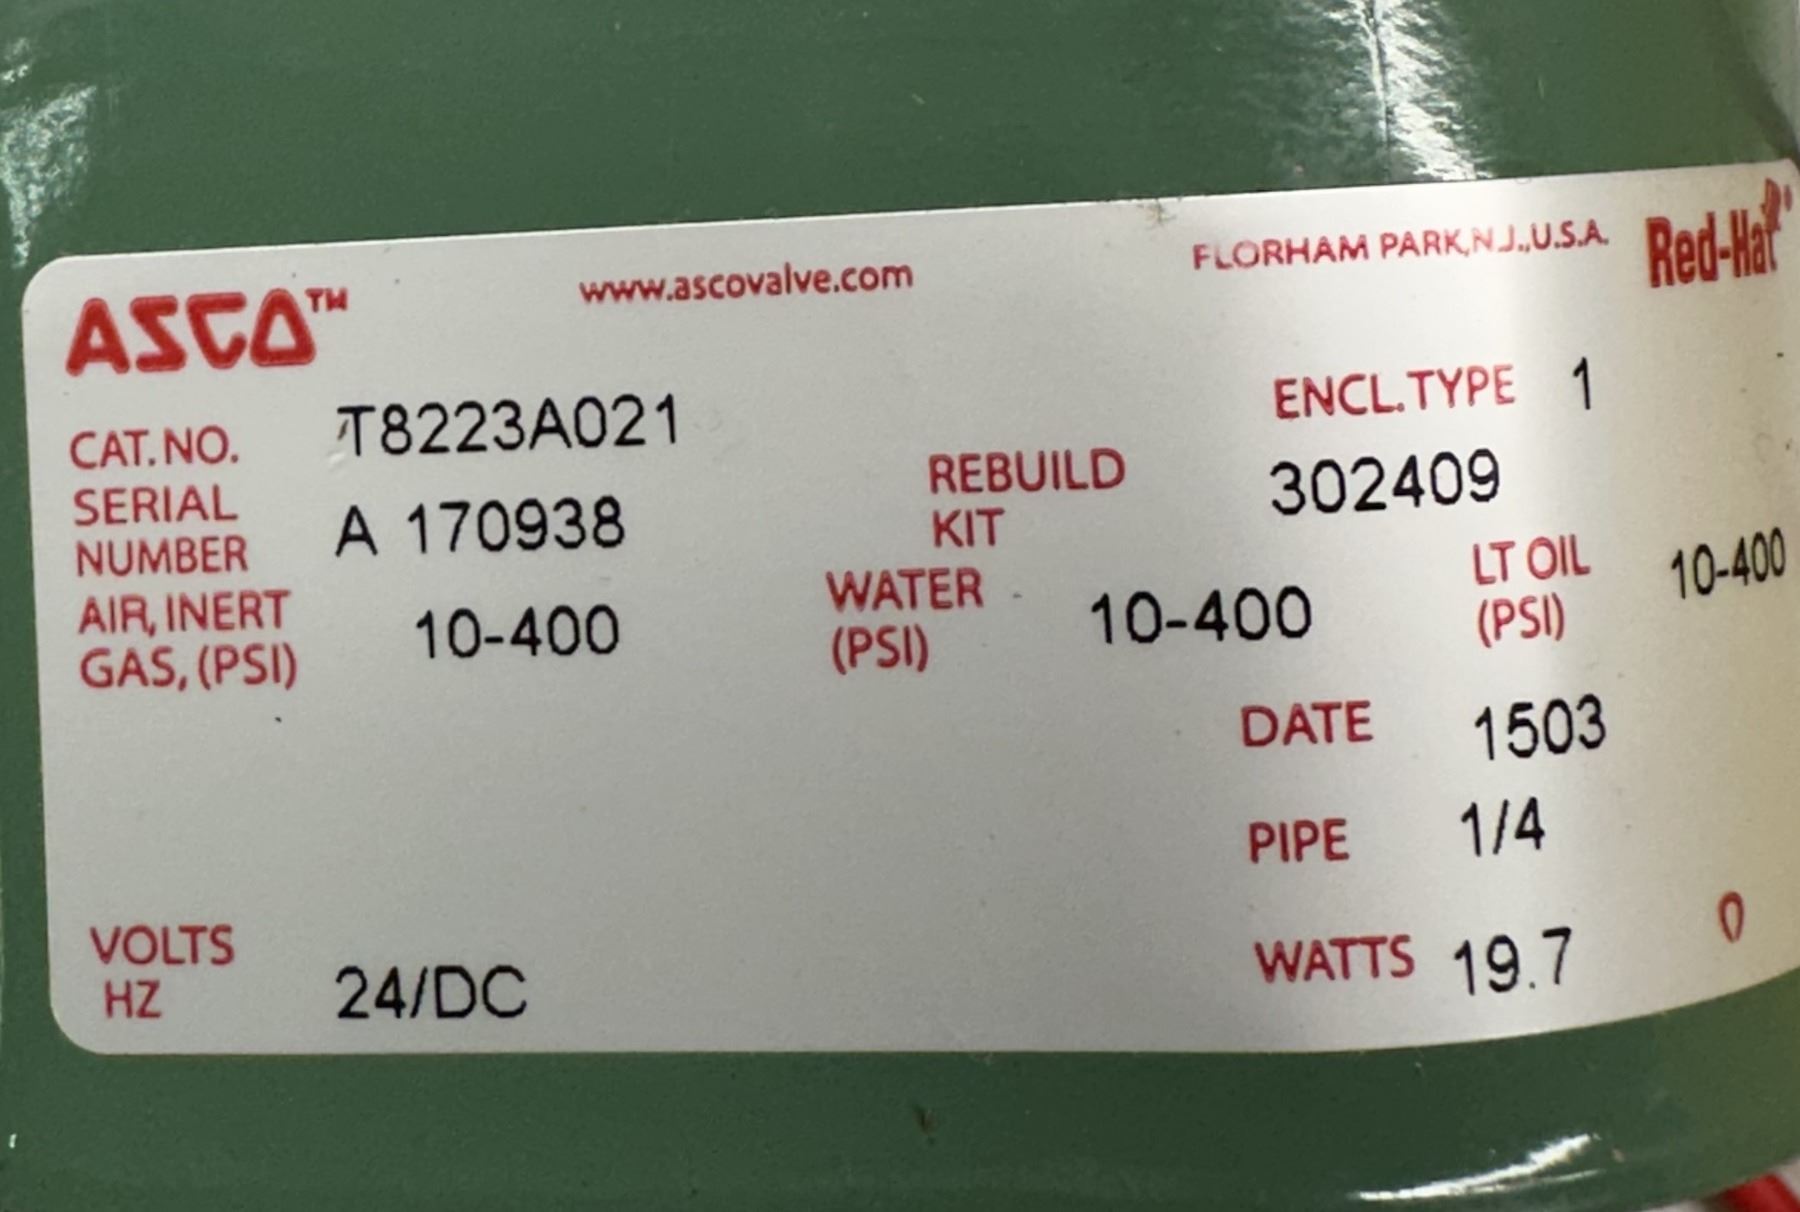 ASCO™ www.ascovalve.com FLORHAM PARK, N.J., U.S.A. Red-Hat
CAT. NO. T8223A021 ENCL. TYPE 1
SERIAL NUMBER A 170938 REBUILD KIT 302409
AIR, INERT GAS, (PSI) 10-400 WATER (PSI) 10-400 LT OIL (PSI) 10-400
DATE 1503
PIPE 1/4
VOLTS HZ 24/DC WATTS 19.7 0